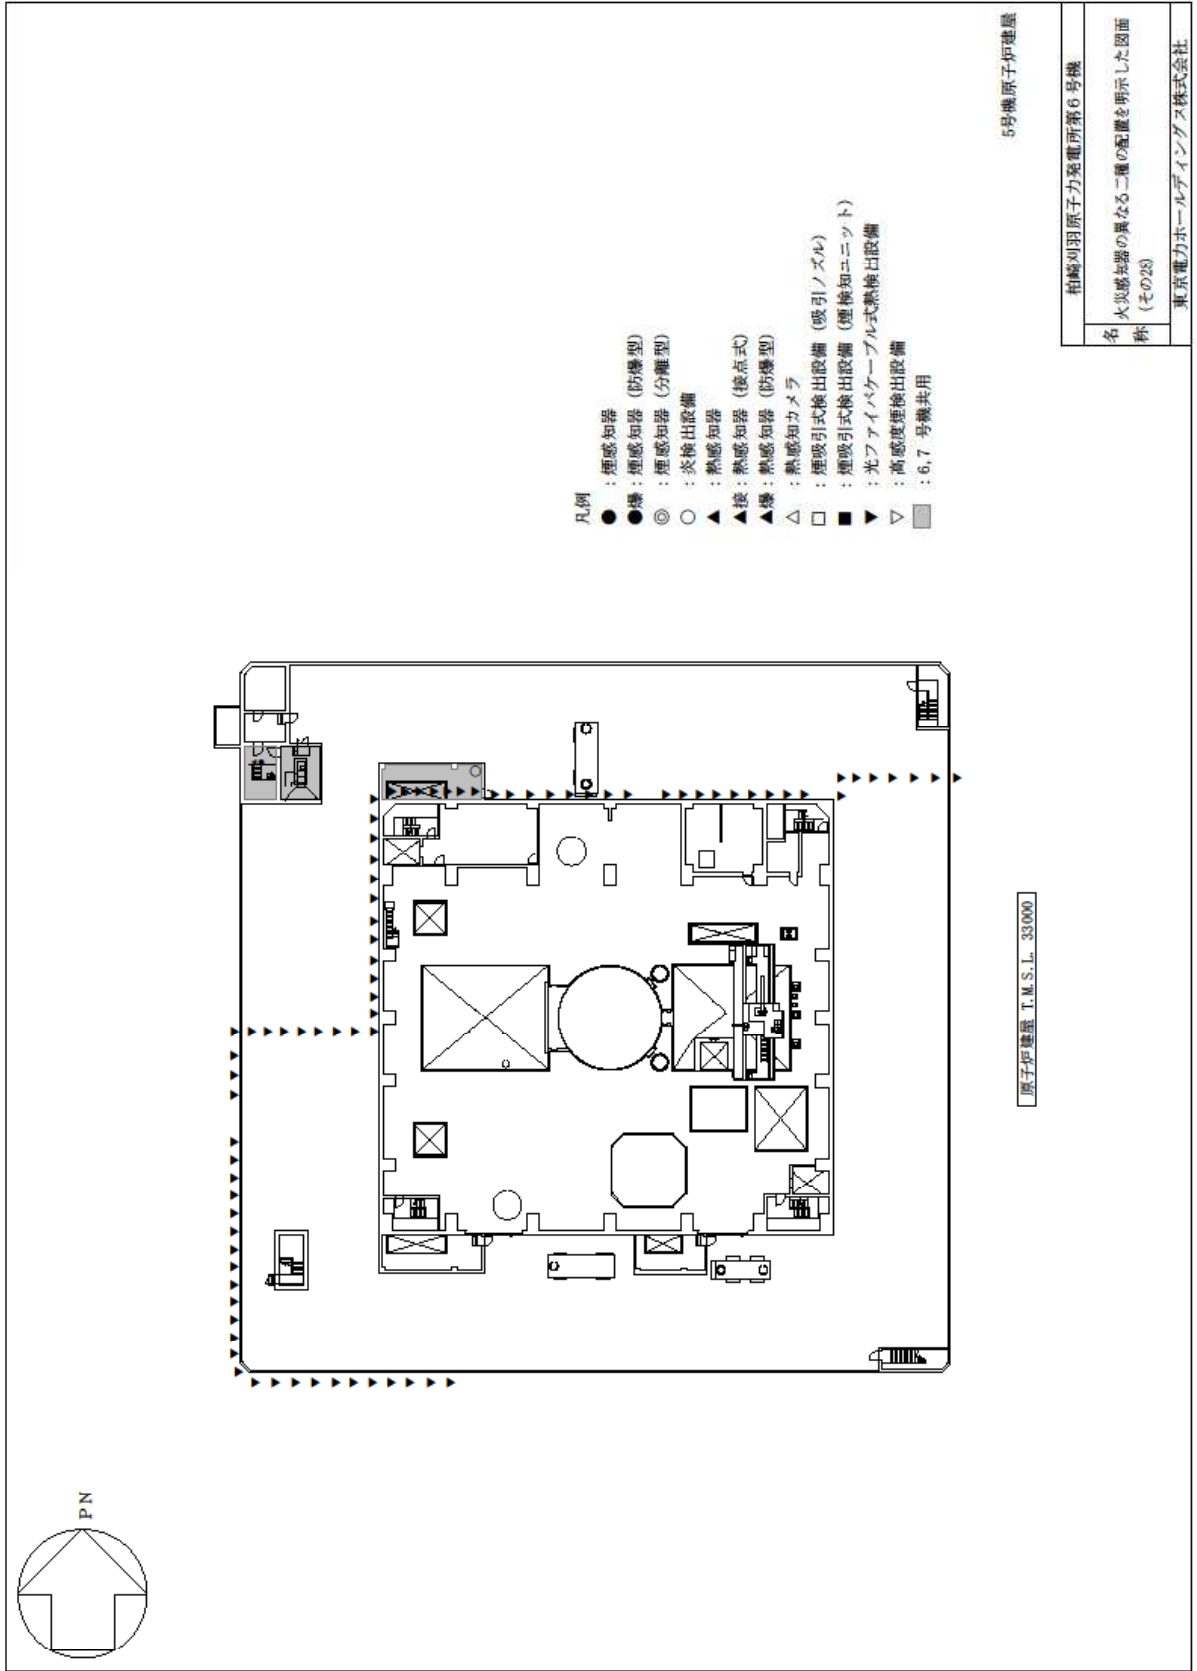 PN
凡例
● ：煙感知器
●爆：煙感知器（防爆型）
◎ ：煙感知器（分離型）
○ ：炎検出設備
▲ ：熱感知器
▲接：熱感知器（接点式）
▲爆：熱感知器（防爆型）
△ ：熱感知カメラ
□ ：煙吸引式検出設備（吸引ノズル）
■ ：煙吸引式検出設備（煙検知ユニット）
▼ ：光ファイバケーブル式熱検出設備
▽ ：高感度煙検出設備
：6,7 号機共用
原子炉建屋 T.M.S.L. 33000
5号機原子炉建屋
柏崎刈羽原子力発電所第6号機
名称
火災感知器の異なる二種の配置を明示した図面
(その28)
東京電力ホールディングス株式会社